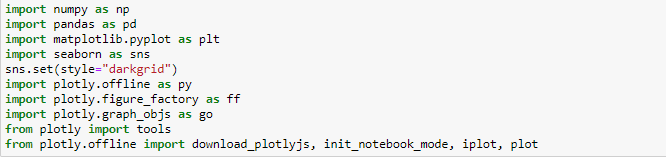 import numpy as np
import pandas as pd
import matplotlib.pyplot as plt
import seaborn as sns
sns.set(style="darkgrid")
import plotly.offline as py
import plotly.figure_factory as ff
import plotly.graph_objs as go
from plotly import tools
from plotly.offline import download_plotlyjs, init_notebook_mode, iplot, plot